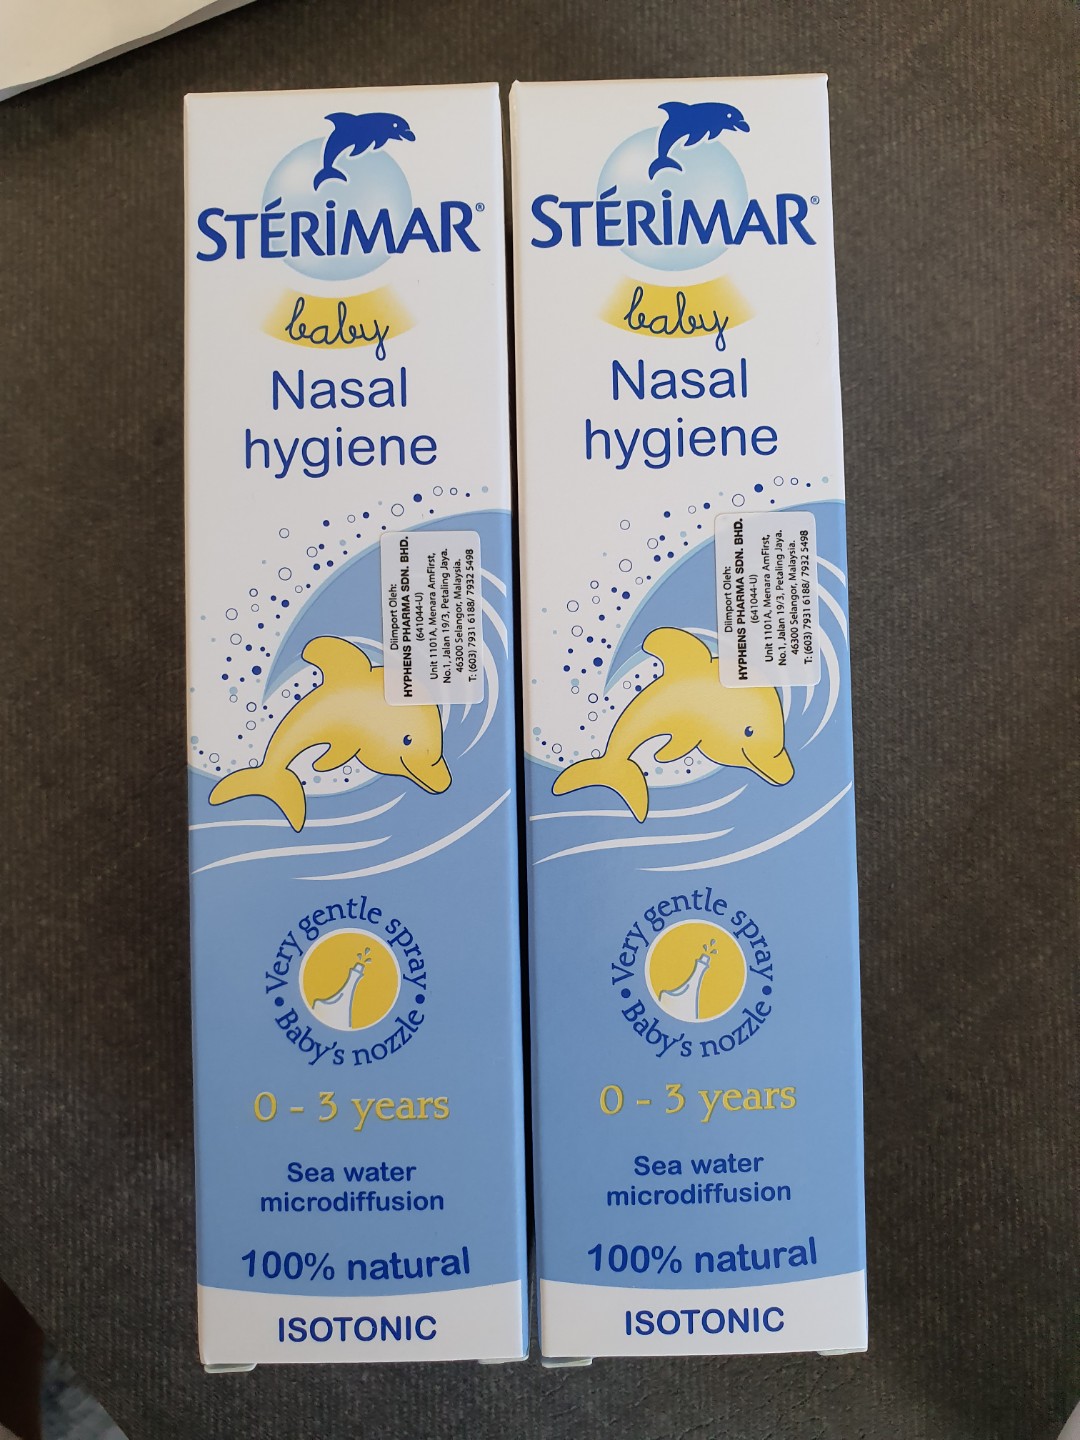 STÉRIMAR®
baby
Nasal
hygiene
Diimport Oleh:
HYPHENS PHARMA SDN. BHD.
(641044-U)
Unit 1101A, Menara AmFirst,
No.1, Jalan 19/3, Petaling Jaya.
46300 Selangor, Malaysia.
T: (603) 7931 6188/ 7932 5498
Very gentle spray
• Baby's nozzle •
0 - 3 years
Sea water
microdiffusion
100% natural
ISOTONIC
STÉRIMAR®
baby
Nasal
hygiene
Diimport Oleh:
HYPHENS PHARMA SDN. BHD.
(641044-U)
Unit 1101A, Menara AmFirst,
No.1, Jalan 19/3, Petaling Jaya.
46300 Selangor, Malaysia.
T: (603) 7931 6188/ 7932 5498
Very gentle spray
• Baby's nozzle •
0 - 3 years
Sea water
microdiffusion
100% natural
ISOTONIC